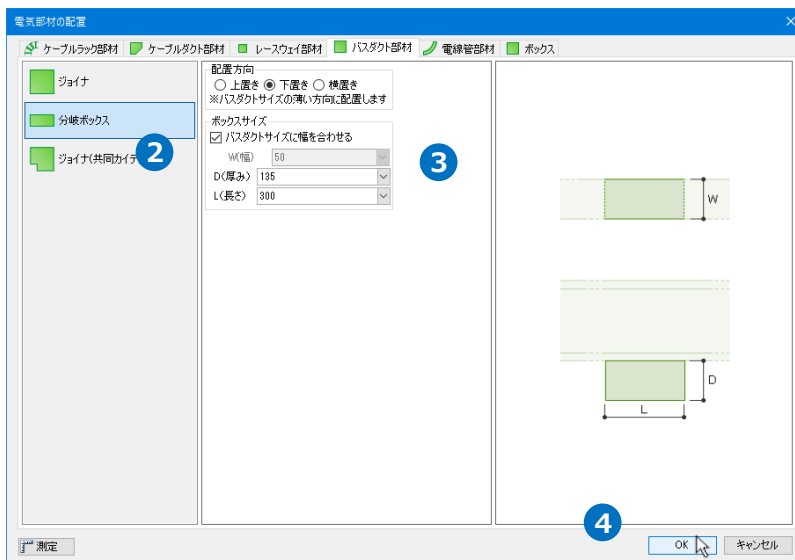 電気部材の配置
ケーブルラック部材 ケーブルダクト部材 レースウェイ部材 バスダクト部材 電線管部材 ボックス
ジョイナ
分岐ボックス
ジョイナ(共同カイテ
2
配置方向
上置き 下置き 横置き
※バスダクトサイズの薄い方向に配置します
ボックスサイズ
バスダクトサイズに幅を合わせる
W(幅) 50
D(厚み) 135
L(長さ) 300
3
W
D
L
4
測定
OK キャンセル